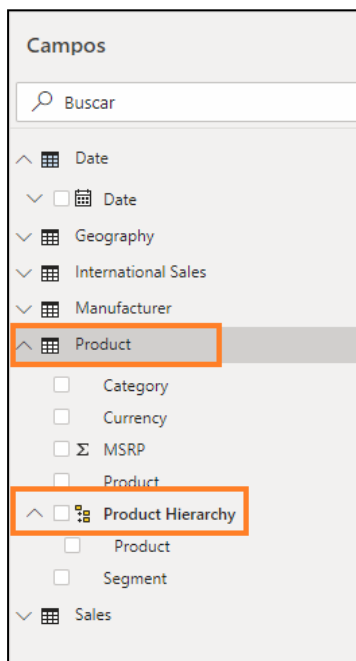 Campos
Buscar
Date
Date
Geography
International Sales
Manufacturer
Product
Category
Currency
Σ MSRP
Product
Product Hierarchy
Product
Segment
Sales